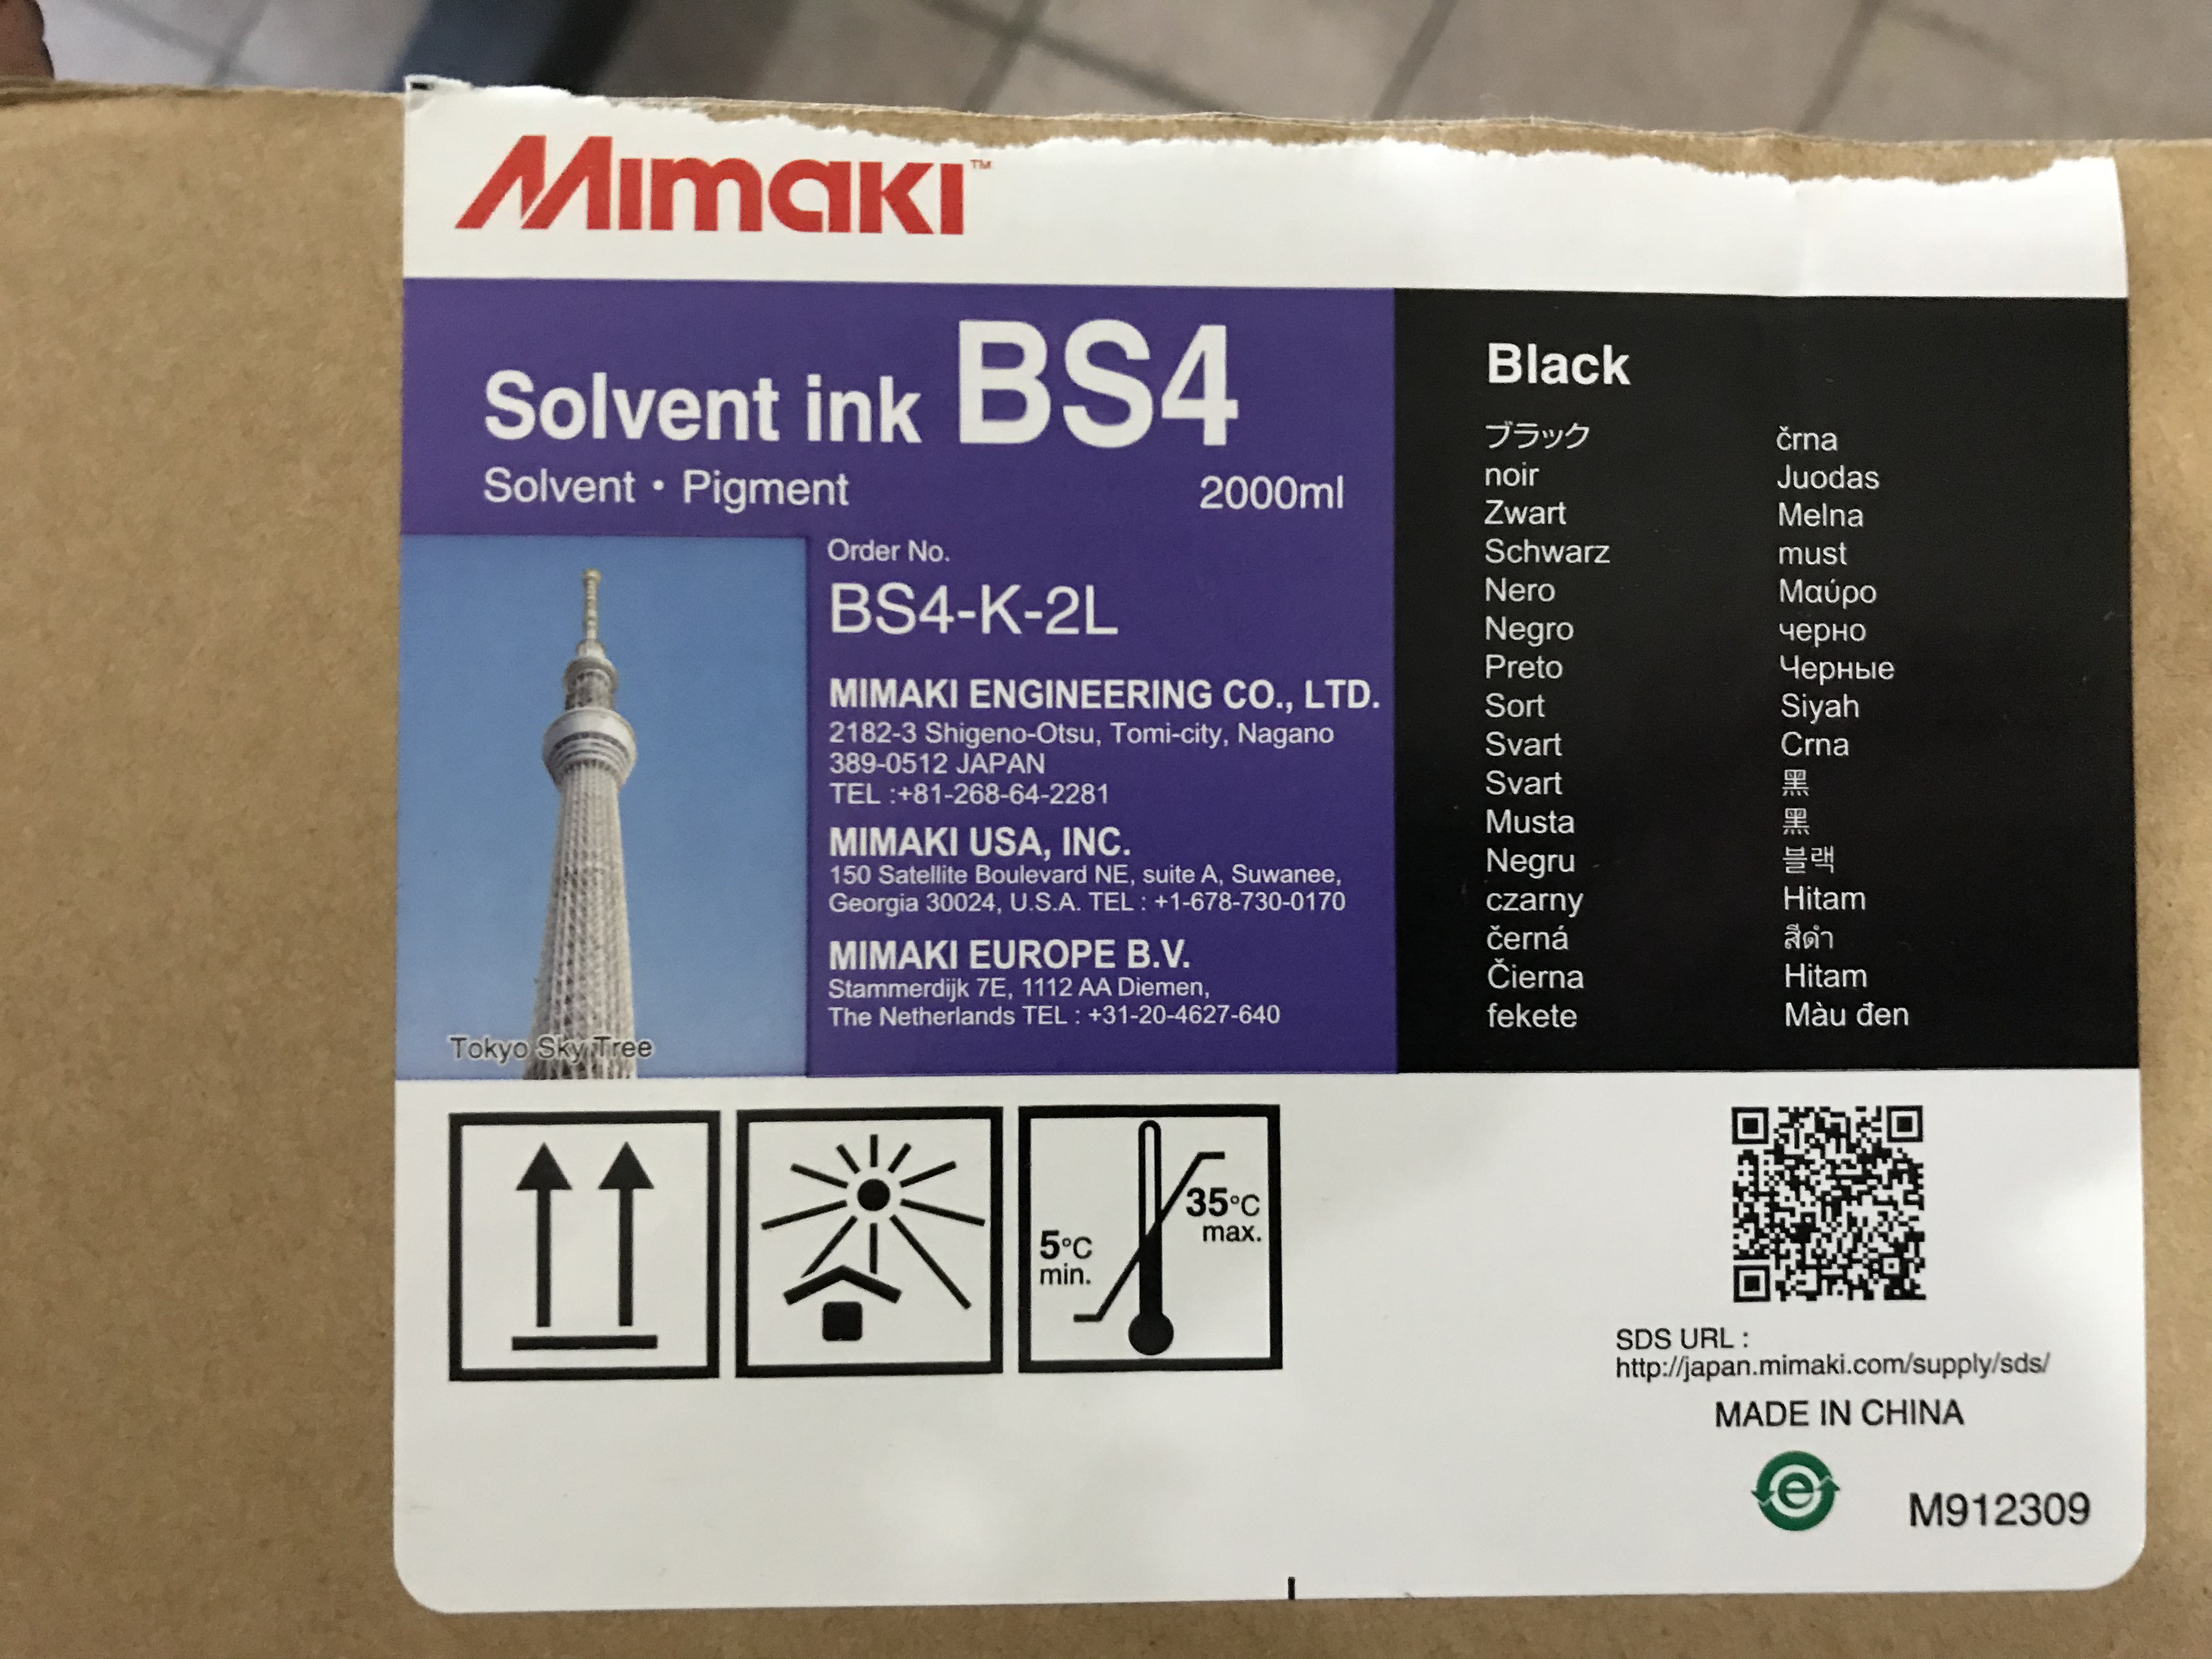 Mimaki™
Solvent ink BS4
Solvent・Pigment 2000ml
Order No.
BS4-K-2L
MIMAKI ENGINEERING CO., LTD.
2182-3 Shigeno-Otsu, Tomi-city, Nagano
389-0512 JAPAN
TEL :+81-268-64-2281
MIMAKI USA, INC.
150 Satellite Boulevard NE, suite A, Suwanee,
Georgia 30024, U.S.A. TEL : +1-678-730-0170
MIMAKI EUROPE B.V.
Stammerdijk 7E, 1112 AA Diemen,
The Netherlands TEL : +31-20-4627-640
Tokyo Sky Tree
Black
ブラック
noir
Zwart
Schwarz
Nero
Negro
Preto
Sort
Svart
Svart
Musta
Negru
czarny
černá
Čierna
fekete
črna
Juodas
Melna
must
Μαύρο
черно
Черные
Siyah
Crna
黑
黑
블랙
Hitam
สีดำ
Hitam
Màu đen
5°C
min.
35°C
max.
SDS URL :
http://japan.mimaki.com/supply/sds/
MADE IN CHINA
e
M912309